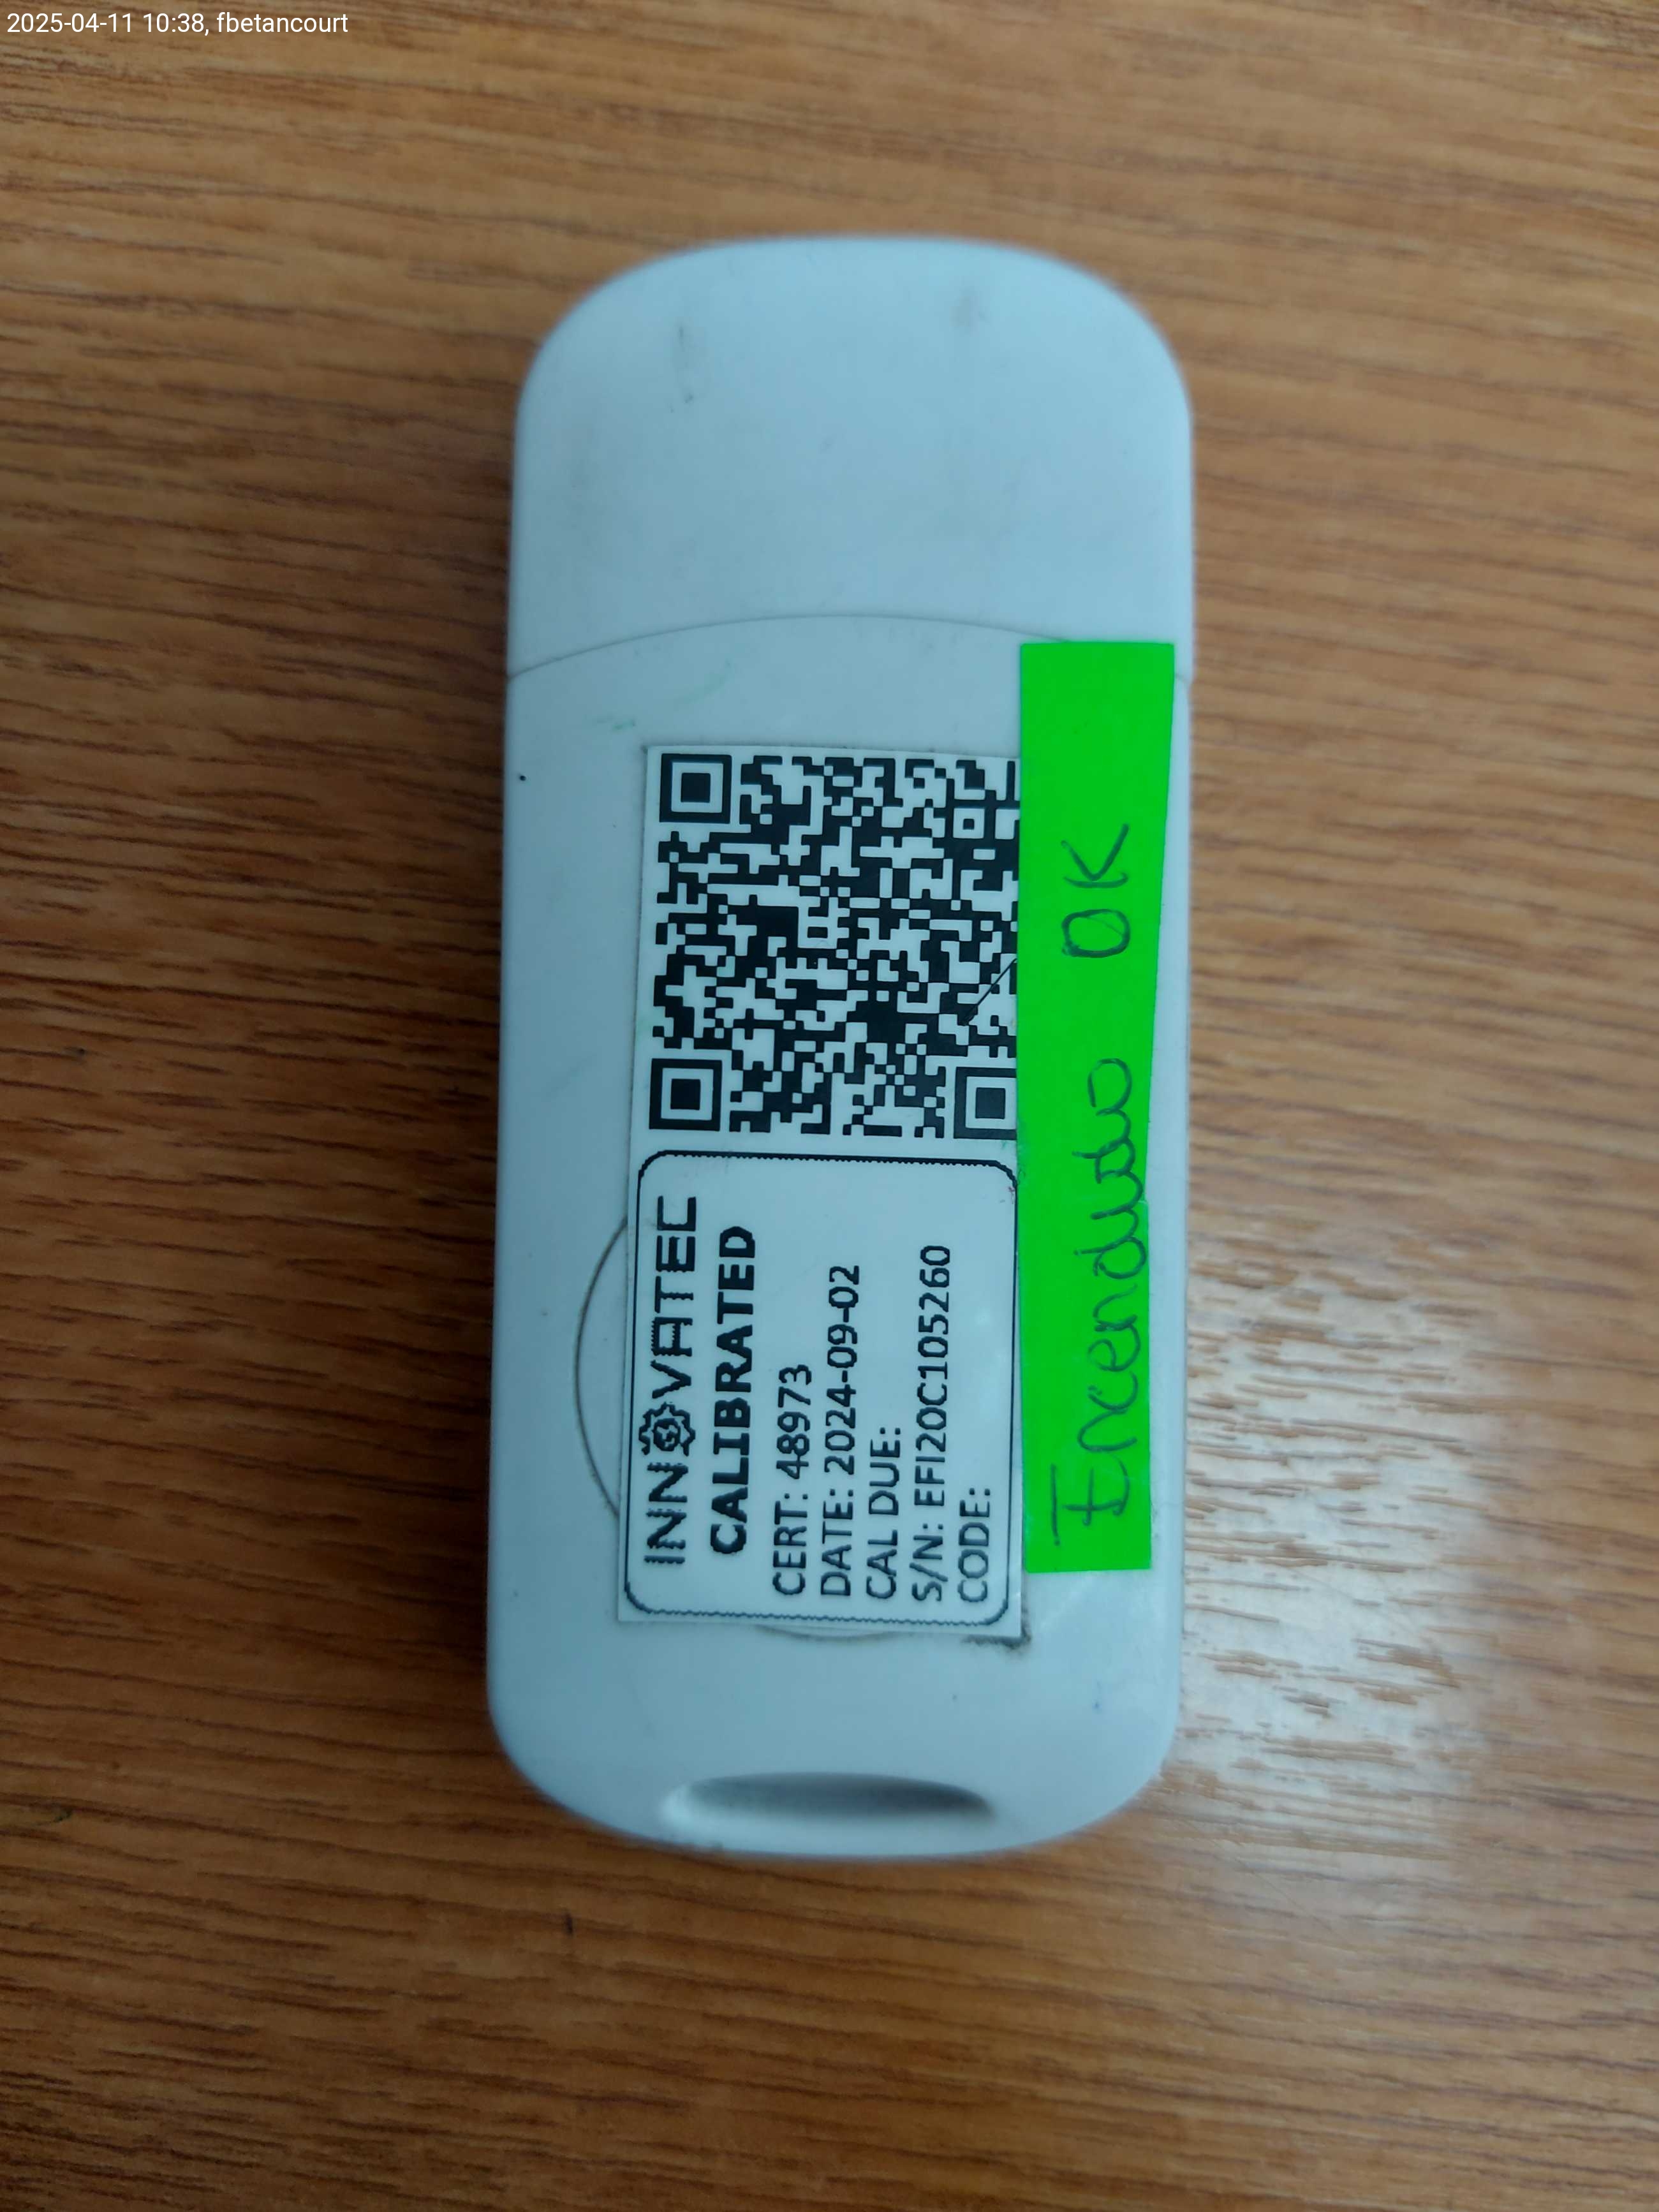 2025-04-11 10:38, fbetancourt
INNOVATEC
CALIBRATED
CERT: 48973
DATE: 2024-09-02
CAL DUE:
S/N: EFI20C105260
CODE:
Encendido OK